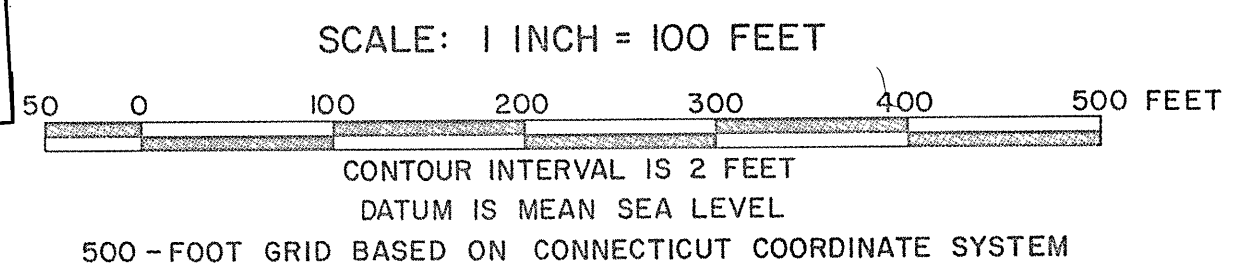 SCALE: 1 INCH = 100 FEET
50 0 100 200 300 400 500 FEET
CONTOUR INTERVAL IS 2 FEET
DATUM IS MEAN SEA LEVEL
500-FOOT GRID BASED ON CONNECTICUT COORDINATE SYSTEM